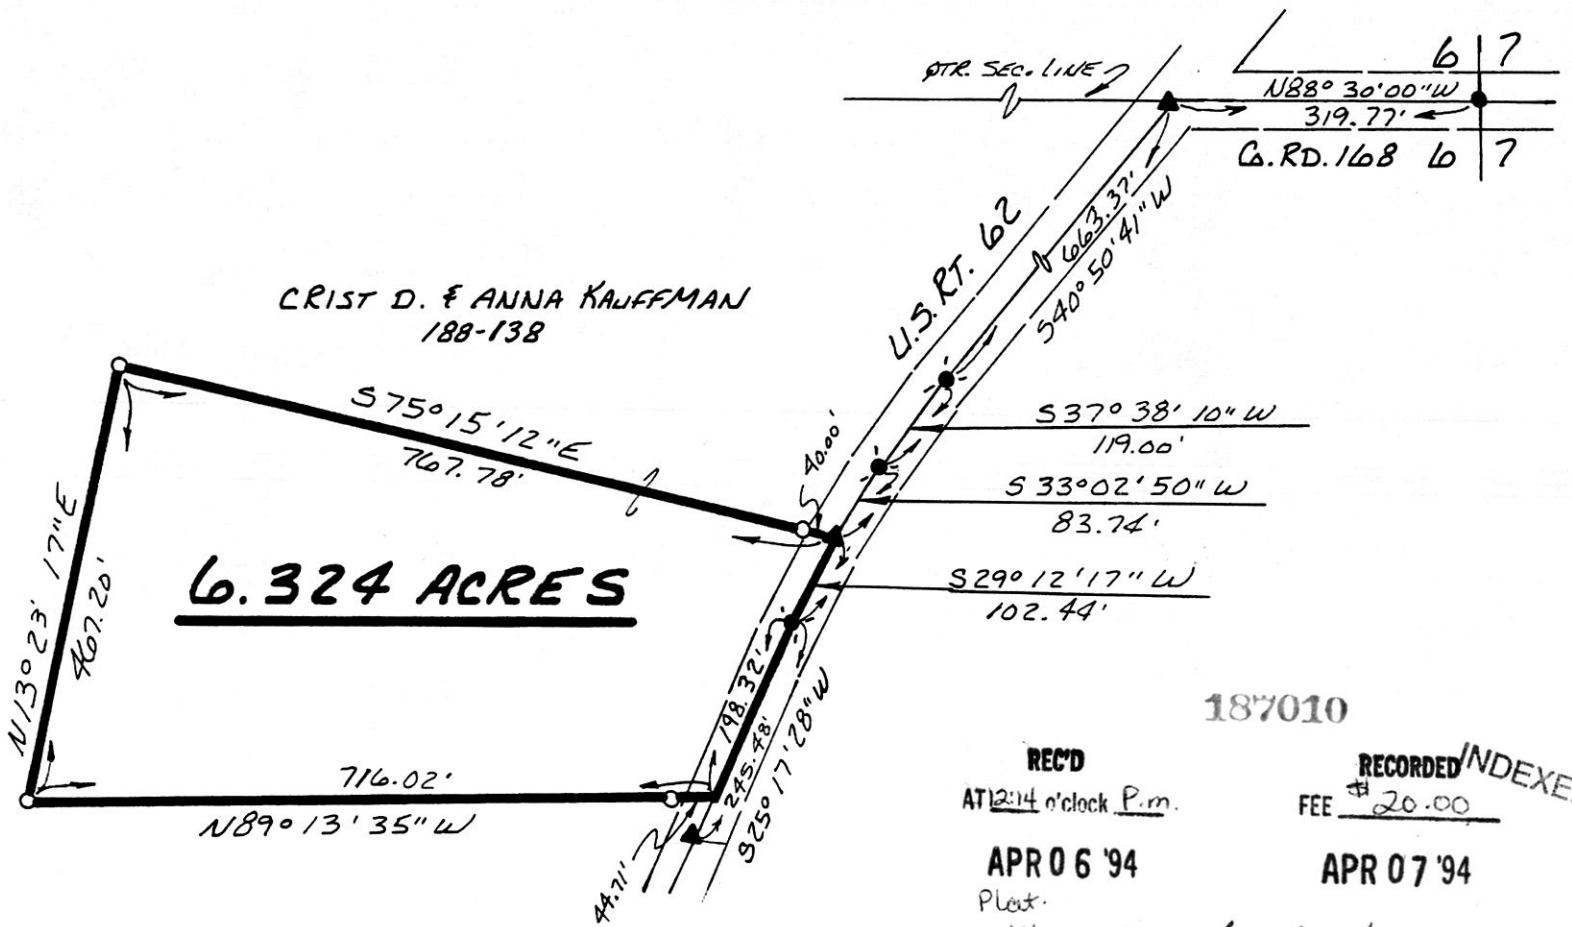 QTR. SEC. LINE
6 7
N88° 30' 00" W
319.77'
CO. RD. 168 6 7
U.S. RT. 62
663.37'
S40° 50' 41" W
CRIST D. & ANNA KAUFFMAN
188-138
S 75° 15' 12" E
767.78'
40.00'
S37° 38' 10" W
119.00'
S 33° 02' 50" W
83.74'
S29° 12' 17" W
102.44'
N13° 23' 17" E
467.20'
6.324 ACRES
198.32'
245.48'
S25° 17' 28" W
716.02'
N89° 13' 35" W
44.71'
187010
REC'D
AT 12:14 o'clock P.m.
APR 06 '94
Plat.
RECORDED INDEXE
FEE $ 20.00
APR 07 '94